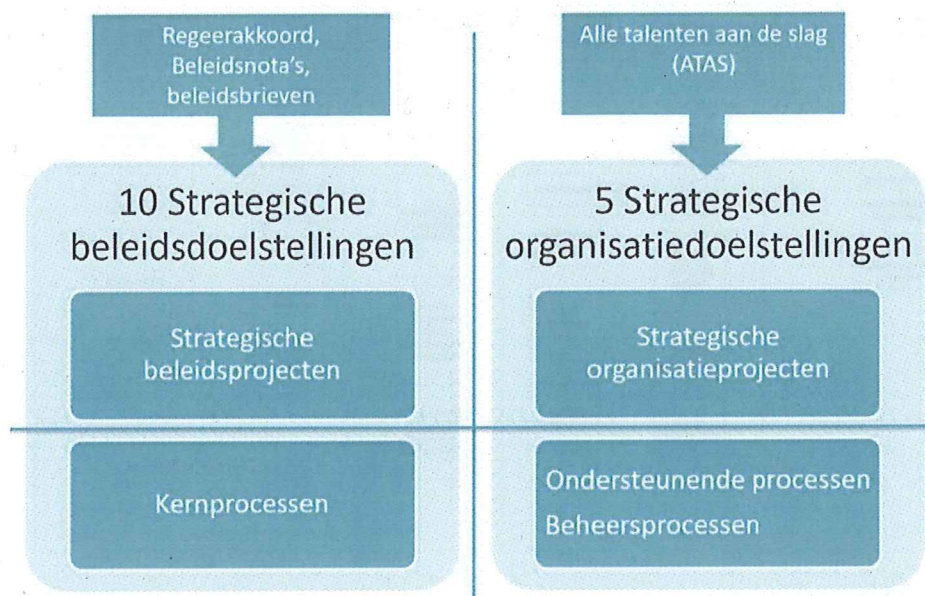 Regeerakkoord,
Beleidsnota's,
beleidsbrieven
Alle talenten aan de slag
(ATAS)
10 Strategische
beleidsdoelstellingen
Strategische
beleidsprojecten
Kernprocessen
5 Strategische
organisatiedoelstellingen
Strategische
organisatieprojecten
Ondersteunende processen
Beheersprocessen